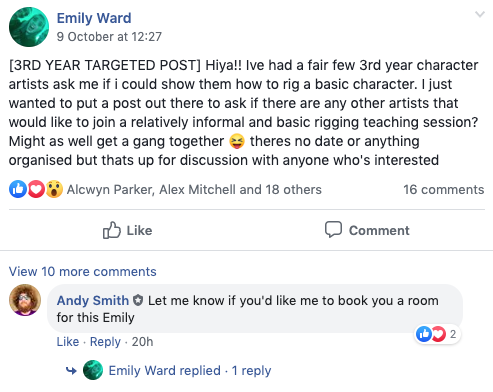 Emily Ward
9 October at 12:27
[3RD YEAR TARGETED POST] Hiya!! Ive had a fair few 3rd year character
artists ask me if i could show them how to rig a basic character. I just
wanted to put a post out there to ask if there are any other artists that
would like to join a relatively informal and basic rigging teaching session?
Might as well get a gang together 😝 theres no date or anything
organised but thats up for discussion with anyone who's interested
Alcwyn Parker, Alex Mitchell and 18 others 16 comments
Like Comment
View 10 more comments
Andy Smith Let me know if you'd like me to book you a room
for this Emily
2
Like · Reply · 20h
Emily Ward replied · 1 reply